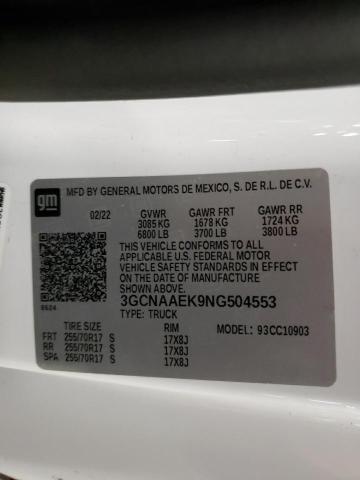 gm
MFD BY GENERAL MOTORS DE MEXICO, S. DE R.L. DE C.V.
02/22 GVWR GAWR FRT GAWR RR
3085 KG 1678 KG 1724 KG
6800 LB 3700 LB 3800 LB
THIS VEHICLE CONFORMS TO ALL
APPLICABLE U.S. FEDERAL MOTOR
VEHICLE SAFETY STANDARDS IN EFFECT ON
THE DATE OF MANUFACTURE SHOWN ABOVE.
3GCNAAEK9NG504553
6624 TYPE: TRUCK
TIRE SIZE RIM MODEL: 93CC10903
FRT 255/70R17 S 17X8J
RR 255/70R17 S 17X8J
SPA 255/70R17 S 17X8J